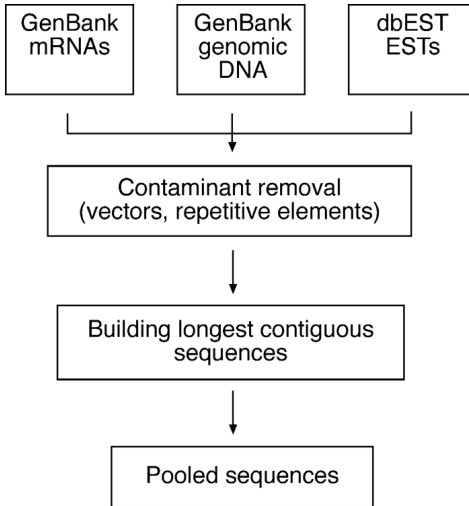 GenBank
mRNAs
GenBank
genomic
DNA
dbEST
ESTs
Contaminant removal
(vectors, repetitive elements)
Building longest contiguous
sequences
Pooled sequences